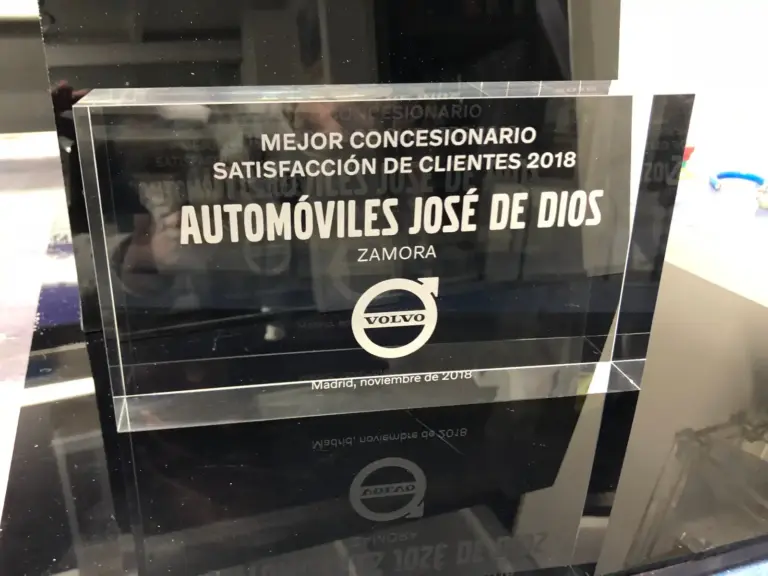 MEJOR CONCESIONARIO
SATISFACCIÓN DE CLIENTES 2018
AUTOMÓVILES JOSÉ DE DIOS
ZAMORA
VOLVO
Madrid, noviembre de 2018